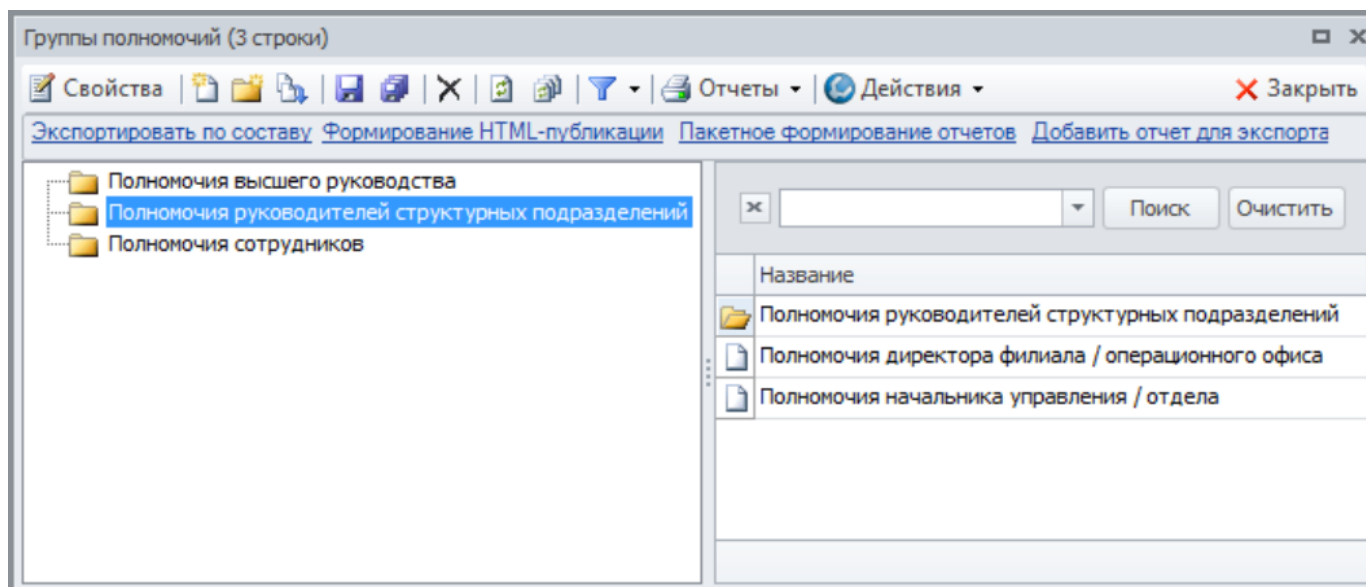 Группы полномочий (3 строки)
Свойства Отчеты Действия Закрыть
Экспортировать по составу Формирование HTML-публикации Пакетное формирование отчетов Добавить отчет для экспорта
Полномочия высшего руководства
Полномочия руководителей структурных подразделений
Полномочия сотрудников
Поиск Очистить
Название
Полномочия руководителей структурных подразделений
Полномочия директора филиала / операционного офиса
Полномочия начальника управления / отдела